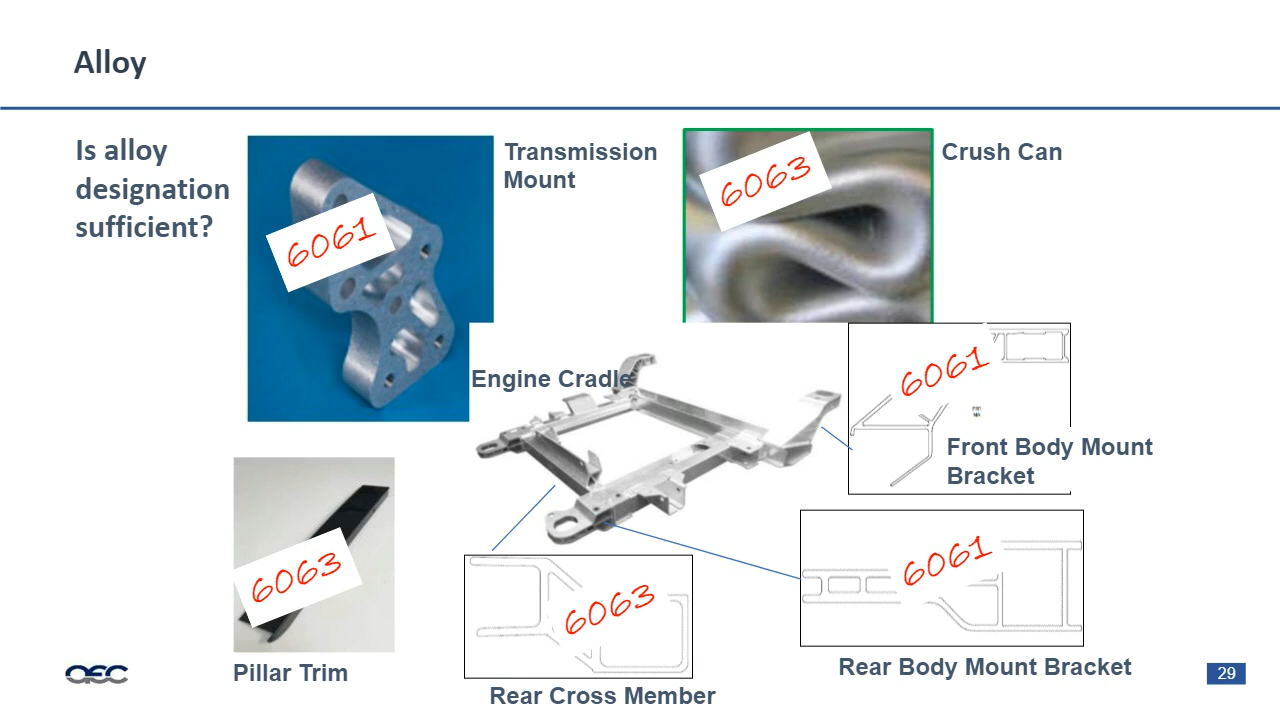 Alloy
Is alloy
designation
sufficient?
6061
Transmission
Mount
6063
Crush Can
Engine Cradle
6061
Front Body Mount
Bracket
6063
Pillar Trim
6063
Rear Cross Member
6061
Rear Body Mount Bracket
AEC
29